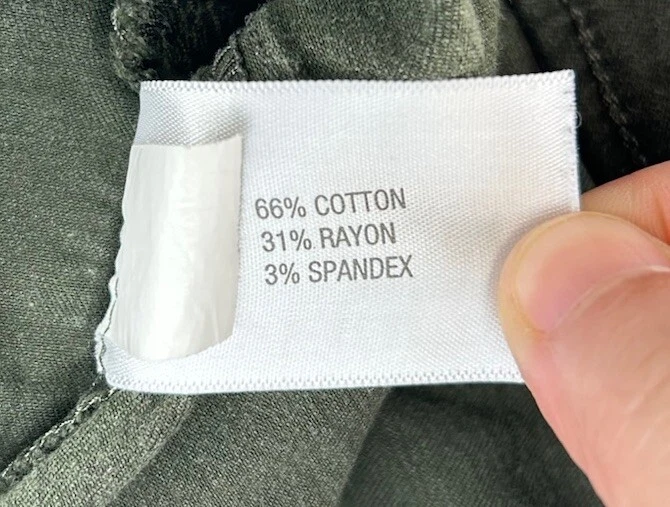 66% COTTON
31% RAYON
3% SPANDEX